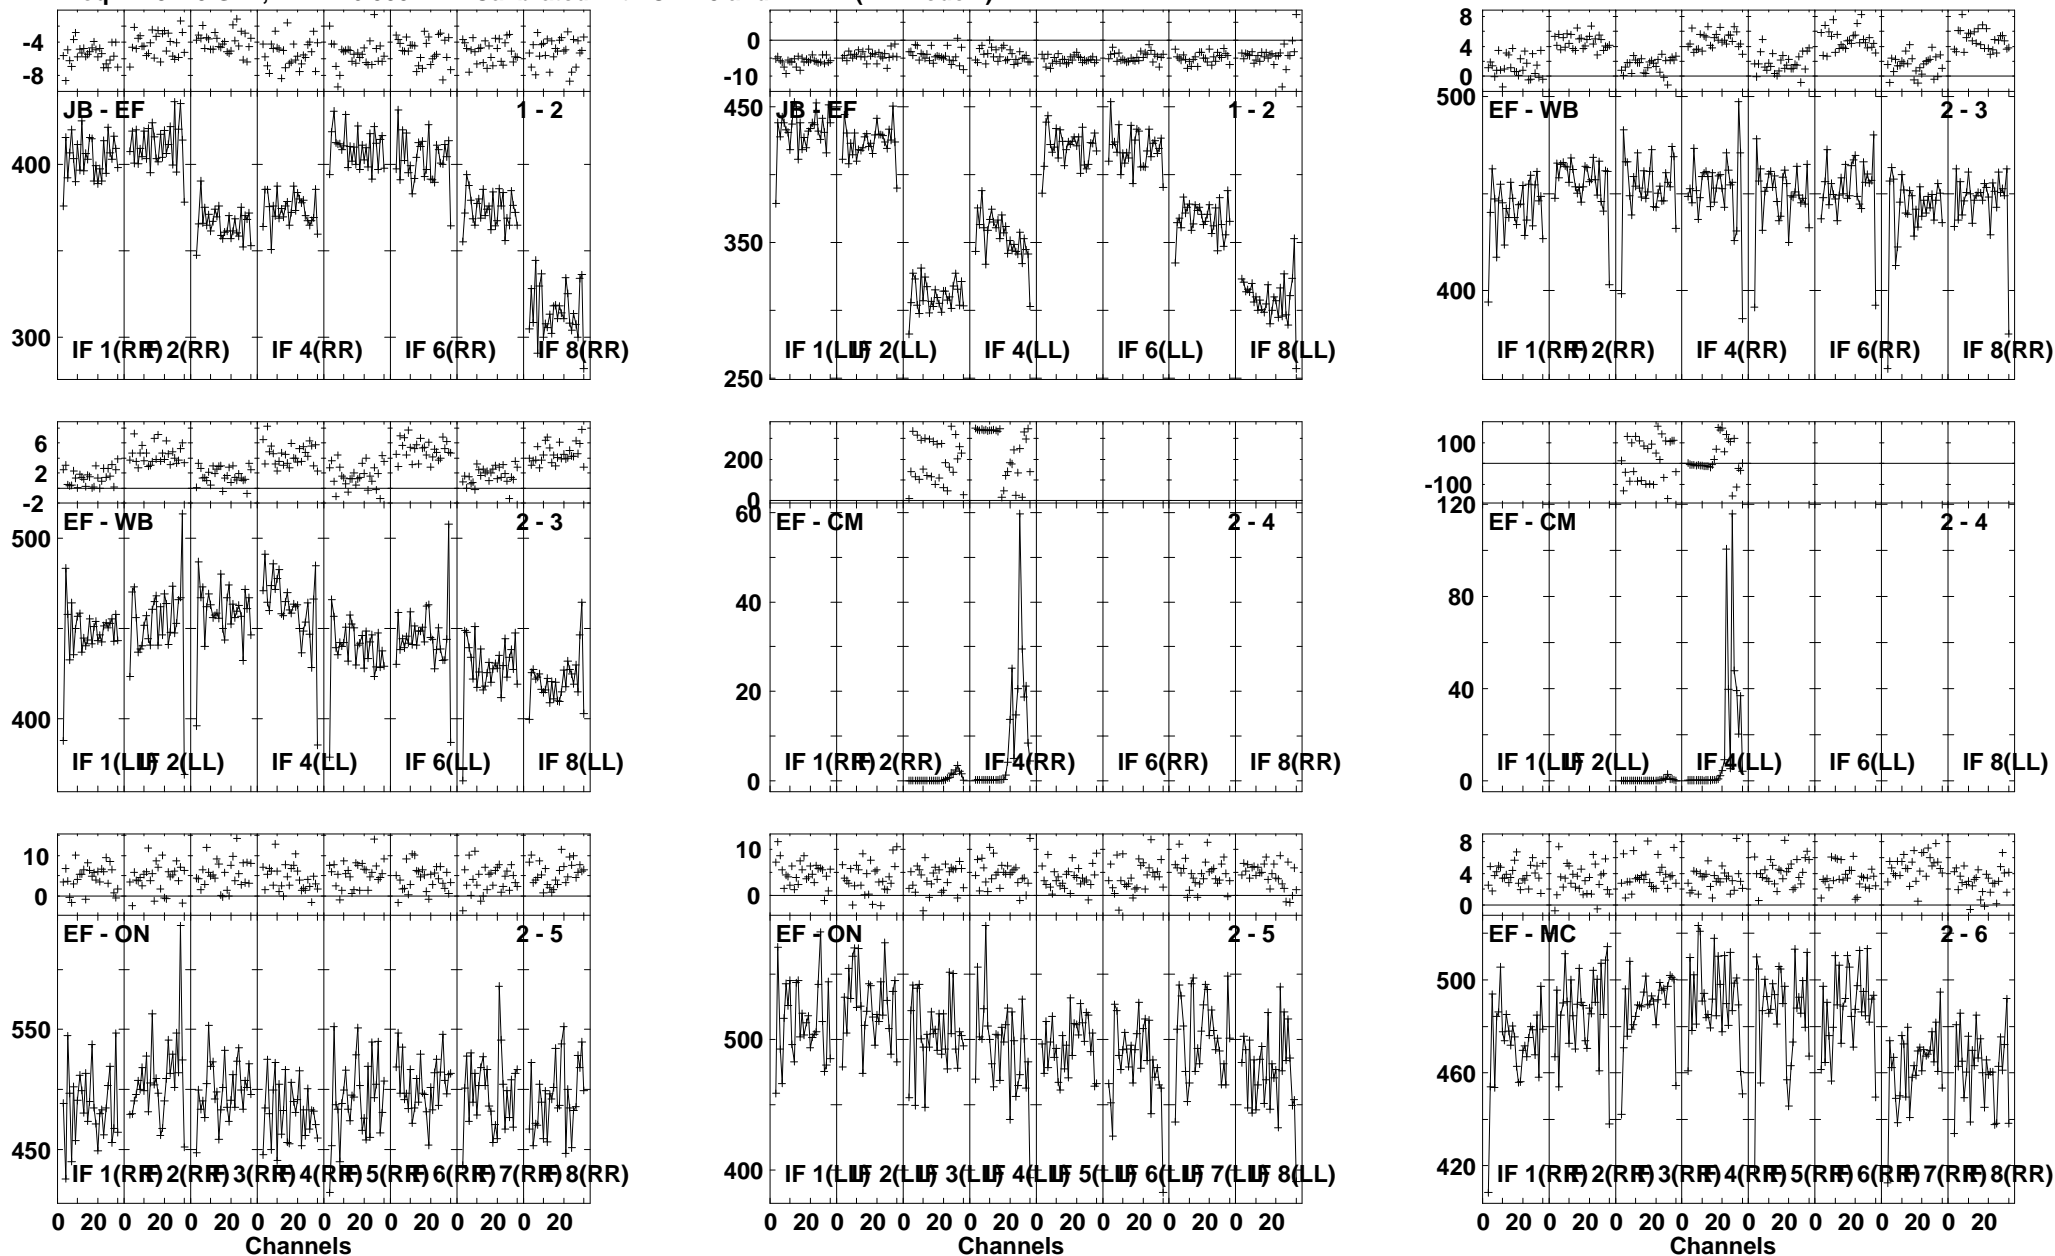 -4
-8
JB - EF 1 - 2
400
300
IF 1(RR) IF 2(RR) IF 4(RR) IF 6(RR) IF 8(RR)
0
-10
450
JB - EF 1 - 2
350
250
IF 1(LL) IF 2(LL) IF 4(LL) IF 6(LL) IF 8(LL)
8
4
0
500
EF - WB 2 - 3
400
IF 1(RR) IF 2(RR) IF 4(RR) IF 6(RR) IF 8(RR)
6
2
-2
EF - WB 2 - 3
500
400
IF 1(LL) IF 2(LL) IF 4(LL) IF 6(LL) IF 8(LL)
200
0
60
EF - CM 2 - 4
40
20
0
IF 1(RR) IF 2(RR) IF 4(RR) IF 6(RR) IF 8(RR)
100
-100
120
EF - CM 2 - 4
80
40
0
IF 1(LL) IF 2(LL) IF 4(LL) IF 6(LL) IF 8(LL)
10
0
EF - ON 2 - 5
550
450
IF 1(RR) IF 2(RR) IF 3(RR) IF 4(RR) IF 5(RR) IF 6(RR) IF 7(RR) IF 8(RR)
0 20 0 20 0 20 0 20 0 20 0 20 0 20 0 20
Channels
10
0
EF - ON 2 - 5
500
400
IF 1(LL) IF 2(LL) IF 3(LL) IF 4(LL) IF 5(LL) IF 6(LL) IF 7(LL) IF 8(LL)
0 20 0 20 0 20 0 20 0 20 0 20 0 20 0 20
Channels
8
4
0
EF - MC 2 - 6
500
460
420
IF 1(RR) IF 2(RR) IF 3(RR) IF 4(RR) IF 5(RR) IF 6(RR) IF 7(RR) IF 8(RR)
0 20 0 20 0 20 0 20 0 20 0 20 0 20 0 20
Channels